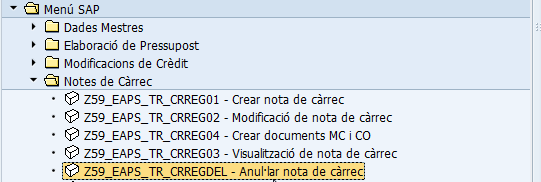 Menú SAP
Dades Mestres
Elaboració de Pressupost
Modificacions de Crèdit
Notes de Càrrec
Z59_EAPS_TR_CRREG01 - Crear nota de càrrec
Z59_EAPS_TR_CRREG02 - Modificació de nota de càrrec
Z59_EAPS_TR_CRREG04 - Crear documents MC i CO
Z59_EAPS_TR_CRREG03 - Visualització de nota de càrrec
Z59_EAPS_TR_CRREGDEL - Anul·lar nota de càrrec